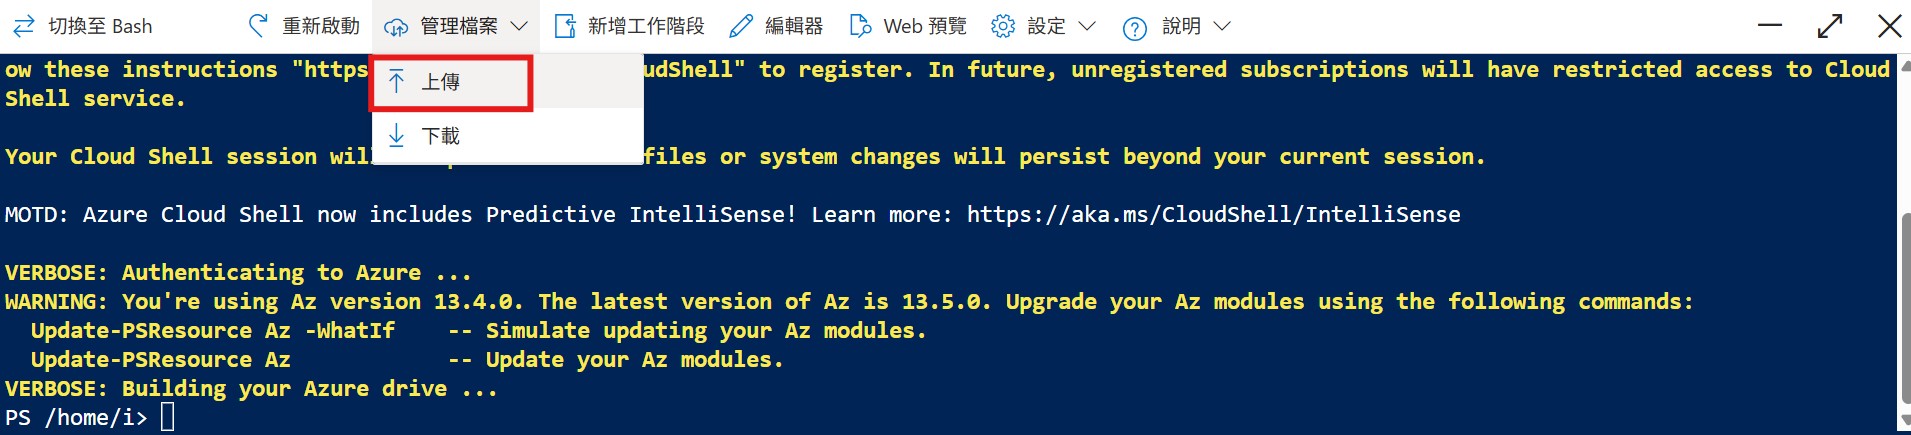 切換至 Bash 重新啟動 管理檔案 新增工作階段 編輯器 Web 預覽 設定 說明
上傳
下載
ow these instructions "https udShell" to register. In future, unregistered subscriptions will have restricted access to Cloud
Shell service.
Your Cloud Shell session wil files or system changes will persist beyond your current session.
MOTD: Azure Cloud Shell now includes Predictive IntelliSense! Learn more: https://aka.ms/CloudShell/IntelliSense
VERBOSE: Authenticating to Azure ...
WARNING: You're using Az version 13.4.0. The latest version of Az is 13.5.0. Upgrade your Az modules using the following commands:
Update-PSResource Az -WhatIf -- Simulate updating your Az modules.
Update-PSResource Az -- Update your Az modules.
VERBOSE: Building your Azure drive ...
PS /home/i>